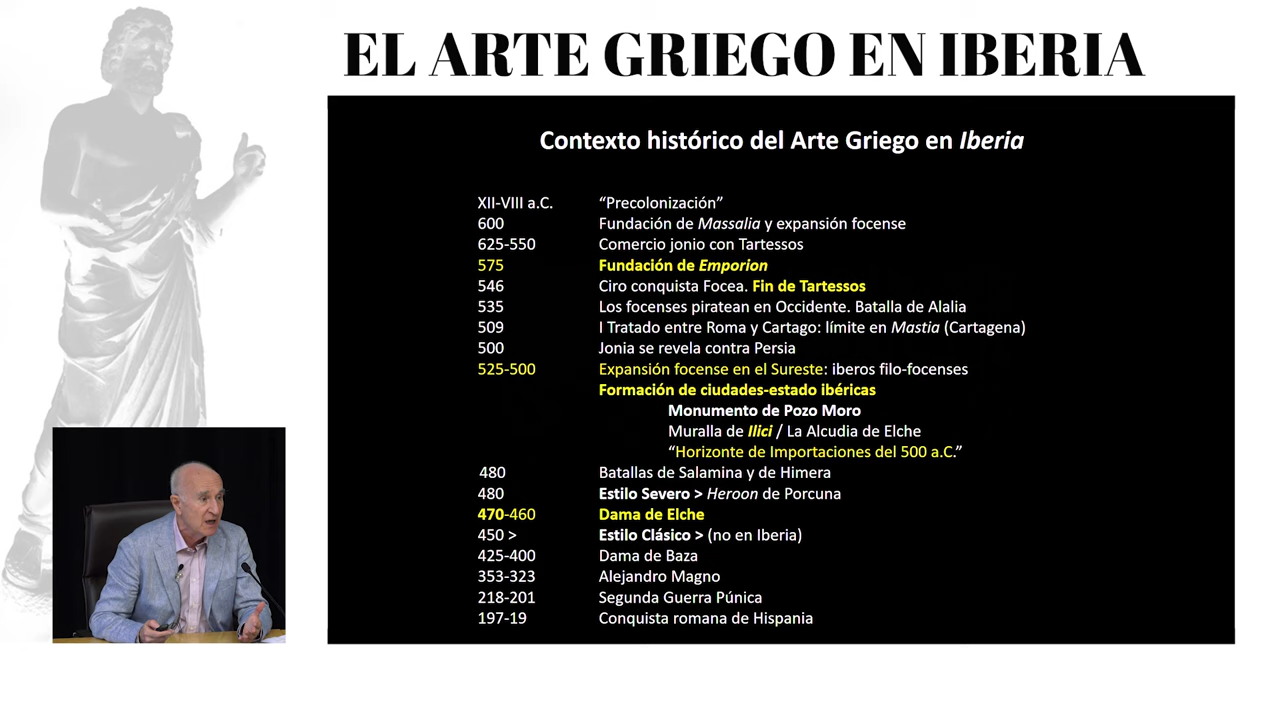 EL ARTE GRIEGO EN IBERIA
Contexto histórico del Arte Griego en Iberia
XII-VIII a.C. “Precolonización”
600 Fundación de Massalia y expansión focense
625-550 Comercio jonio con Tartessos
575 Fundación de Emporion
546 Ciro conquista Focea. Fin de Tartessos
535 Los focenses piratean en Occidente. Batalla de Alalia
509 I Tratado entre Roma y Cartago: límite en Mastia (Cartagena)
500 Jonia se revela contra Persia
525-500 Expansión focense en el Sureste: iberos filo-focenses
Formación de ciudades-estado ibéricas
Monumento de Pozo Moro
Muralla de Ilici / La Alcudia de Elche
“Horizonte de Importaciones del 500 a.C.”
480 Batallas de Salamina y de Himera
480 Estilo Severo > Heroon de Porcuna
470-460 Dama de Elche
450 > Estilo Clásico > (no en Iberia)
425-400 Dama de Baza
353-323 Alejandro Magno
218-201 Segunda Guerra Púnica
197-19 Conquista romana de Hispania